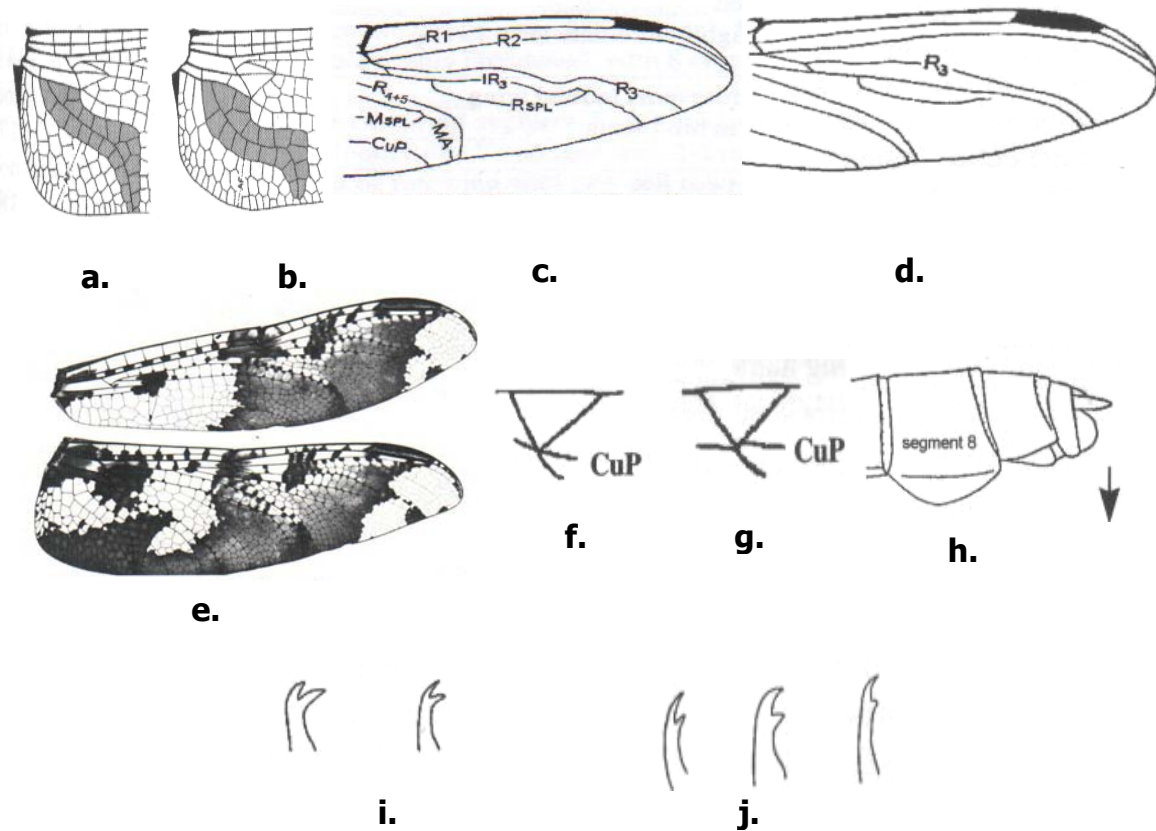 R1
R2
IR3
R3
R4+5
RSPL
MSPL
MA
CuP
R3
a.
b.
c.
d.
CuP
CuP
segment 8
e.
f.
g.
h.
i.
j.